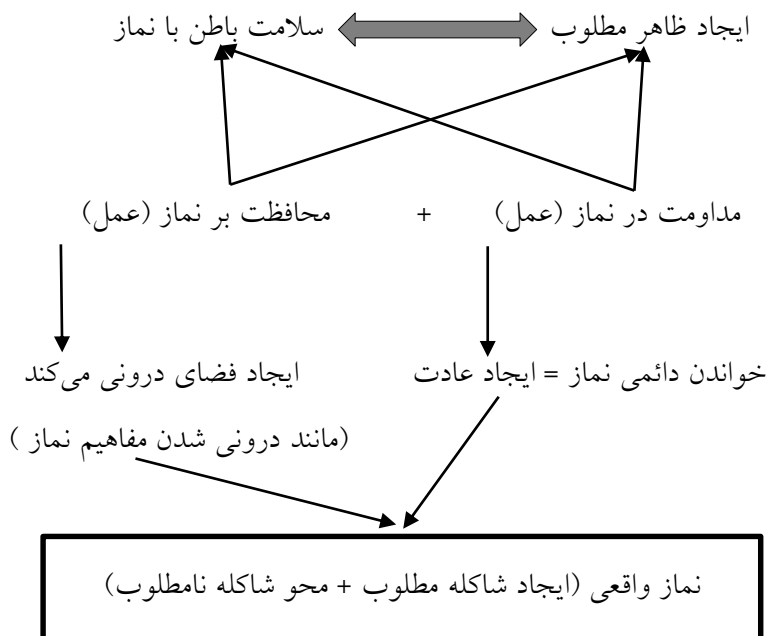 ایجاد ظاهر مطلوب سلامت باطن با نماز
مداومت در نماز (عمل) + محافظت بر نماز (عمل)
خواندن دائمی نماز = ایجاد عادت ایجاد فضای درونی می‌کند
(مانند درونی شدن مفاهیم نماز )
نماز واقعی (ایجاد شاکله مطلوب + محو شاکله نامطلوب)